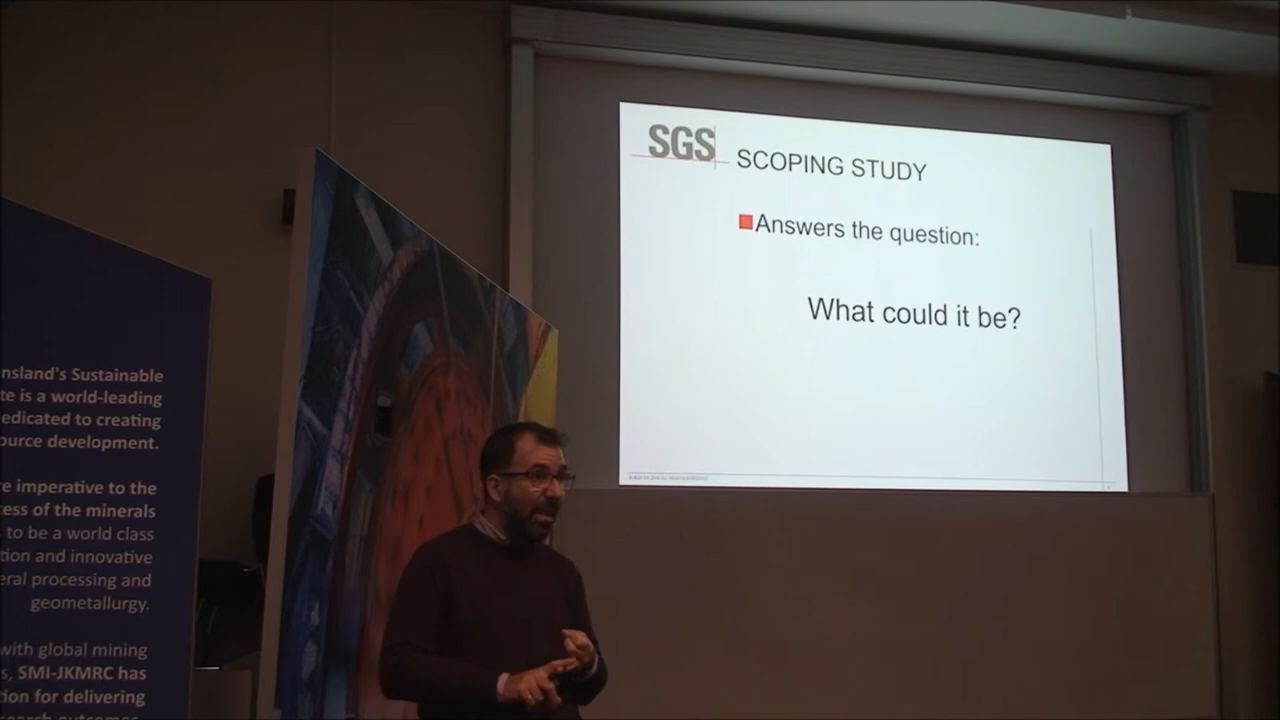 nsland's Sustainable
te is a world-leading
edicated to creating
ource development.
re imperative to the
cess of the minerals
to be a world class
tion and innovative
eral processing and
geometallurgy.
with global mining
s, SMI-JKMRC has
tion for delivering
search outcomes
SGS
SCOPING STUDY
Answers the question:
What could it be?